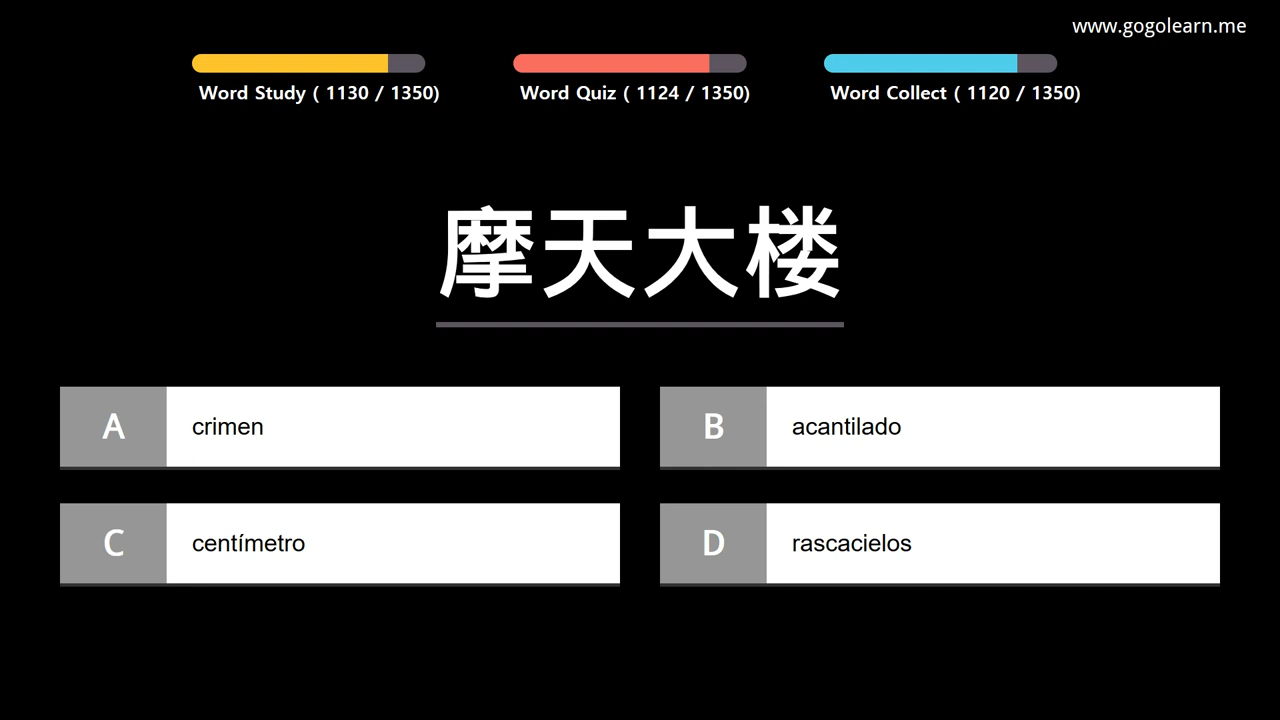 www.gogolearn.me
Word Study ( 1130 / 1350)
Word Quiz ( 1124 / 1350)
Word Collect ( 1120 / 1350)
摩天大楼
A crimen
B acantilado
C centímetro
D rascacielos